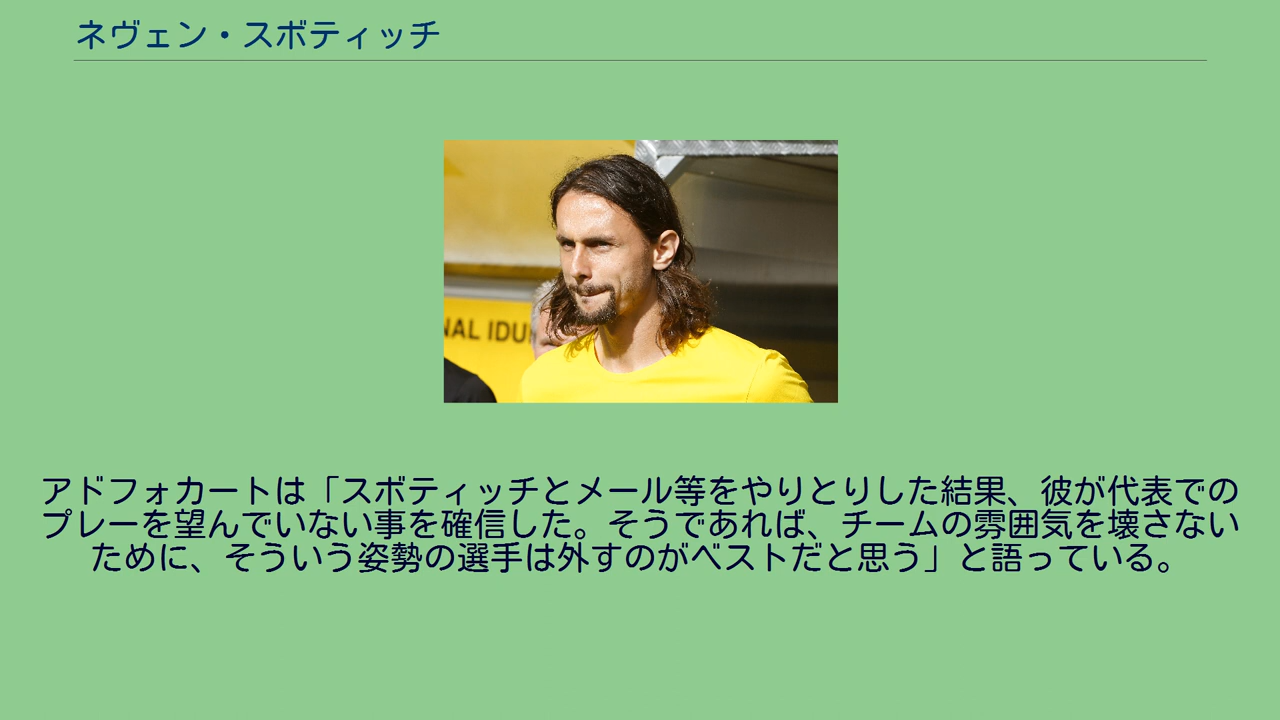 ネヴェン・スボティッチ
NAL IDU
アドフォカートは「スボティッチとメール等をやりとりした結果、彼が代表での
プレーを望んでいない事を確信した。そうであれば、チームの雰囲気を壊さない
ために、そういう姿勢の選手は外すのがベストだと思う」と語っている。